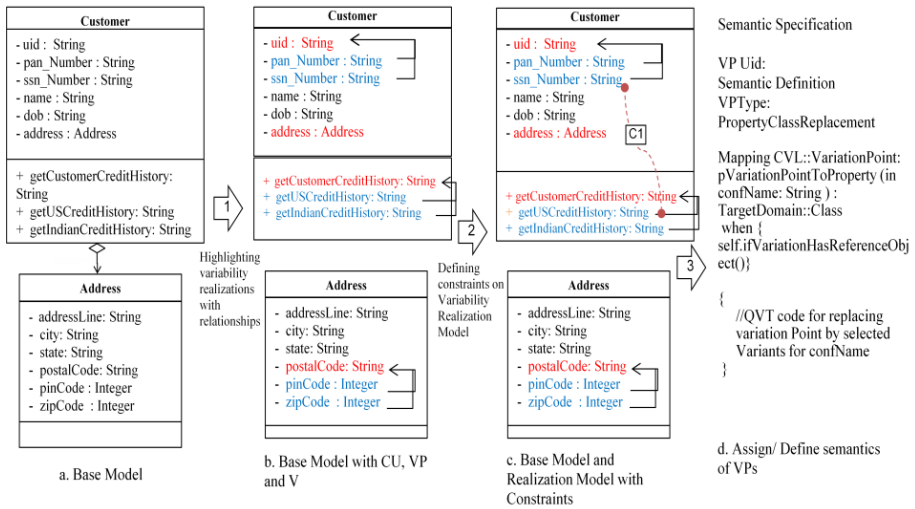 Customer
- uid : String
- pan_Number : String
- ssn_Number : String
- name : String
- dob : String
- address : Address
+ getCustomerCreditHistory:
String
+ getUSCreditHistory : String
+ getIndianCreditHistory : String
Address
- addressLine: String
- city: String
- state: String
- postalCode: String
- pinCode : Integer
- zipCode : Integer
a. Base Model
1
Highlighting
variability
realizations
with
relationships
Customer
- uid : String
- pan_Number : String
- ssn_Number : String
- name : String
- dob : String
- address : Address
+ getCustomerCreditHistory: String
+ getUSCreditHistory : String
+ getIndianCreditHistory : String
Address
- addressLine: String
- city: String
- state: String
- postalCode: String
- pinCode : Integer
- zipCode : Integer
b. Base Model with CU, VP
and V
2
Defining
constraints on
Variability
Realization
Model
Customer
- uid : String
- pan_Number : String
- ssn_Number : String
- name : String
- dob : String
- address : Address
C1
+ getCustomerCreditHistory: String
+ getUSCreditHistory : String
+ getIndianCreditHistory : String
Address
- addressLine: String
- city: String
- state: String
- postalCode: String
- pinCode : Integer
- zipCode : Integer
c. Base Model and
Realization Model with
Constraints
3
Semantic Specification
VP Uid:
Semantic Definition
VPType:
PropertyClassReplacement
Mapping CVL::VariationPoint:
pVariationPointToProperty (in
confName: String ) :
TargetDomain::Class
when {
self.ifVariationHasReferenceObj
ect()}
{
//QVT code for replacing
variation Point by selected
Variants for confName
}
d. Assign/ Define semantics
of VPs